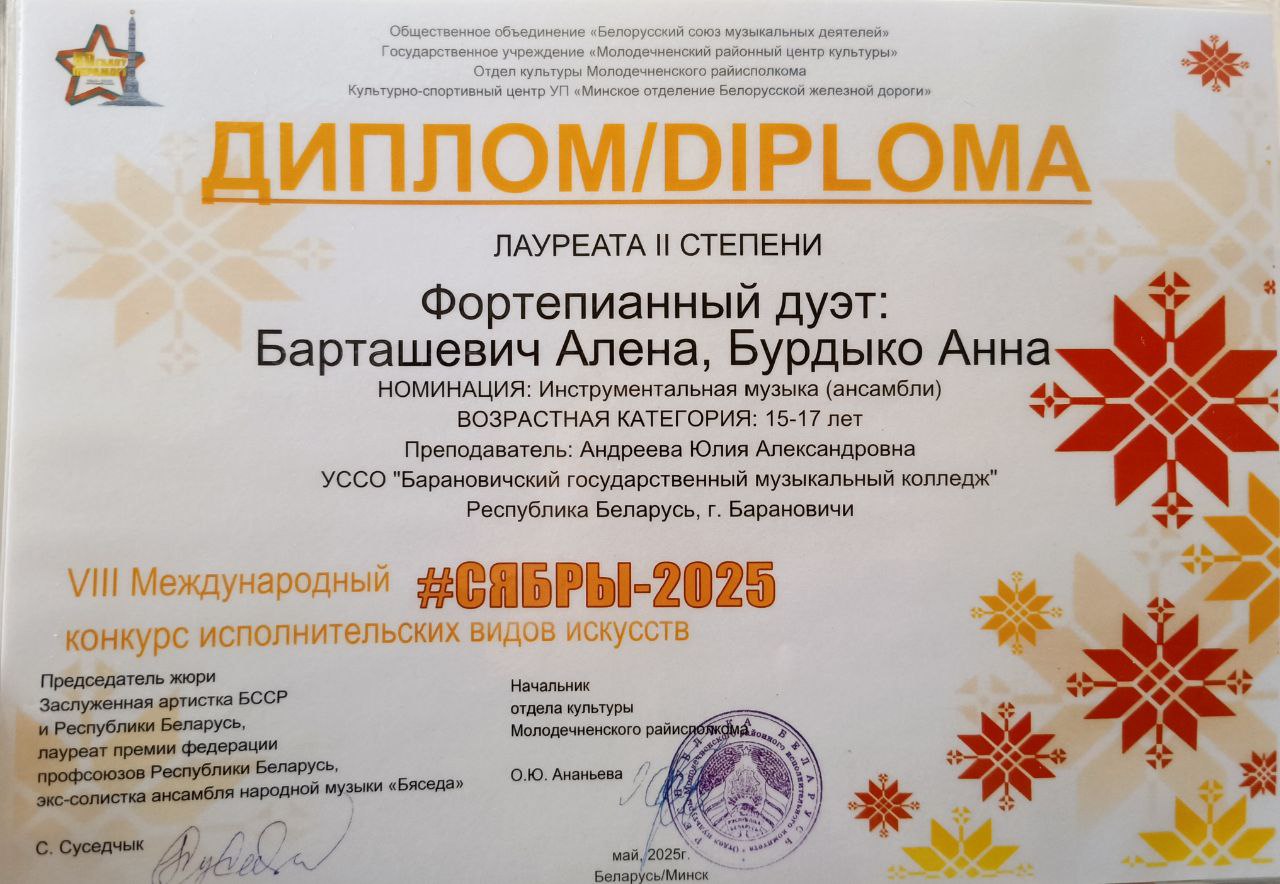 Общественное объединение «Белорусский союз музыкальных деятелей»
Государственное учреждение «Молодечненский районный центр культуры»
Отдел культуры Молодечненского райисполкома
Культурно-спортивный центр УП «Минское отделение Белорусской железной дороги»
ДИПЛОМ/DIPLOMA
ЛАУРЕАТА II СТЕПЕНИ
Фортепианный дуэт:
Барташевич Алена, Бурдыко Анна
НОМИНАЦИЯ: Инструментальная музыка (ансамбли)
ВОЗРАСТНАЯ КАТЕГОРИЯ: 15-17 лет
Преподаватель: Андреева Юлия Александровна
УССО "Барановичский государственный музыкальный колледж"
Республика Беларусь, г. Барановичи
VIII Международный #СЯБРЫ-2025
конкурс исполнительских видов искусств
Председатель жюри
Заслуженная артистка БССР
и Республики Беларусь,
лауреат премии федерации
профсоюзов Республики Беларусь,
экс-солистка ансамбля народной музыки «Бяседа»
С. Суседчык
Начальник
отдела культуры
Молодечненского райисполкома
О.Ю. Ананьева
РЕСПУБЛИКА БЕЛАРУСЬ
май, 2025г.
Беларусь/Минск